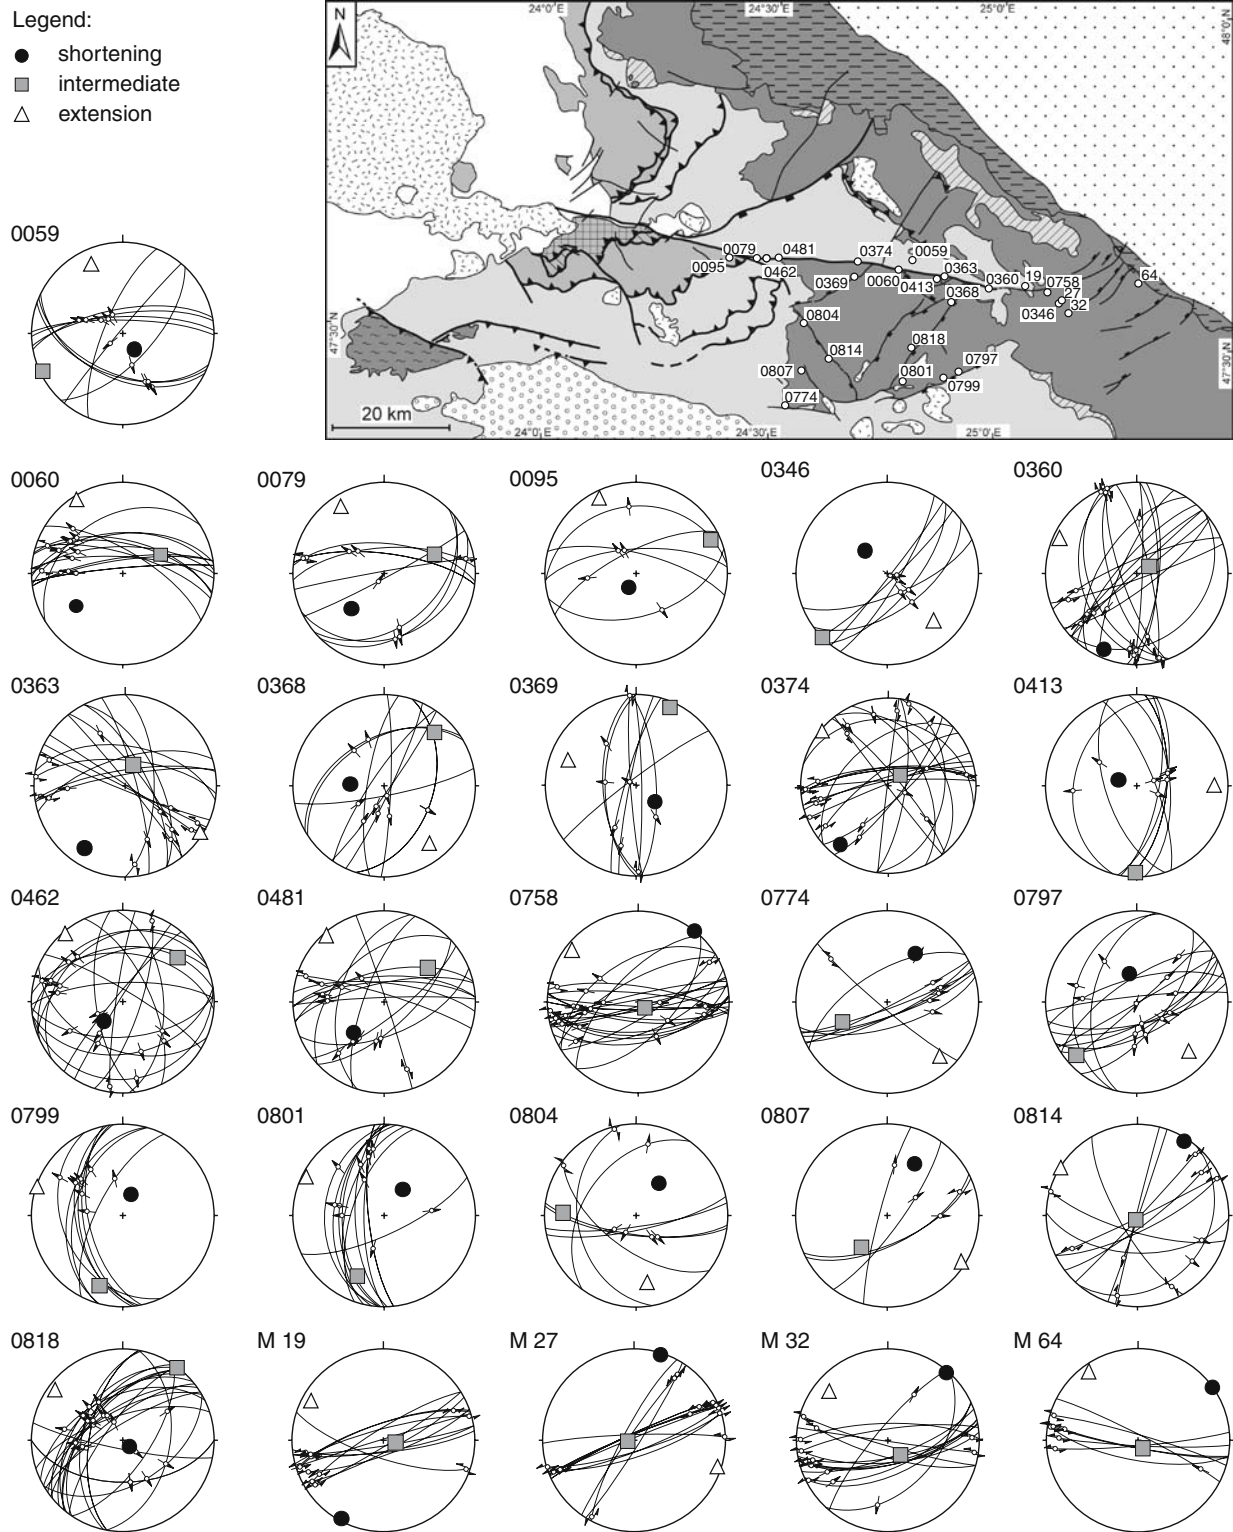 Legend:
shortening
intermediate
extension
N
24°0'E
24°30'E
25°0'E
48°0'N
47°30'N
47°30'N
0079
0481
0095
0462
0374
0059
0369
0060
0413
0363
0368
0360
19
0758
27
0346
32
64
0804
0814
0818
0807
0801
0797
0799
0774
20 km
24°0'E
24°30'E
25°0'E
0059
0060
0079
0095
0346
0360
0363
0368
0369
0374
0413
0462
0481
0758
0774
0797
0799
0801
0804
0807
0814
0818
M 19
M 27
M 32
M 64